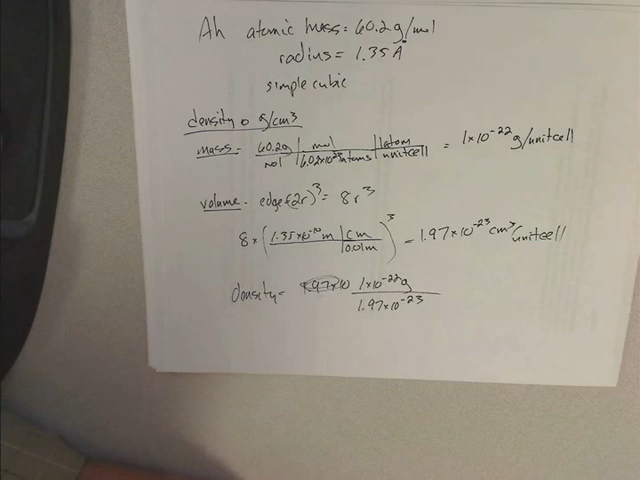 Ah atomic mass = 60.2 g/mol
radius = 1.35 Å
simple cubic
density ○ g/cm³
mass = 60.2g | mol | 1atom = 1×10⁻²² g/unitcell
mol | 6.02×10²³ atoms | unitcell
volume - edge = (2r)³ = 8r³
8 × ( 1.35×10⁻¹⁰ m | cm )³ = 1.97×10⁻²³ cm³/unitcell
0.01m
density = 1×10⁻²² g
1.97×10⁻²³